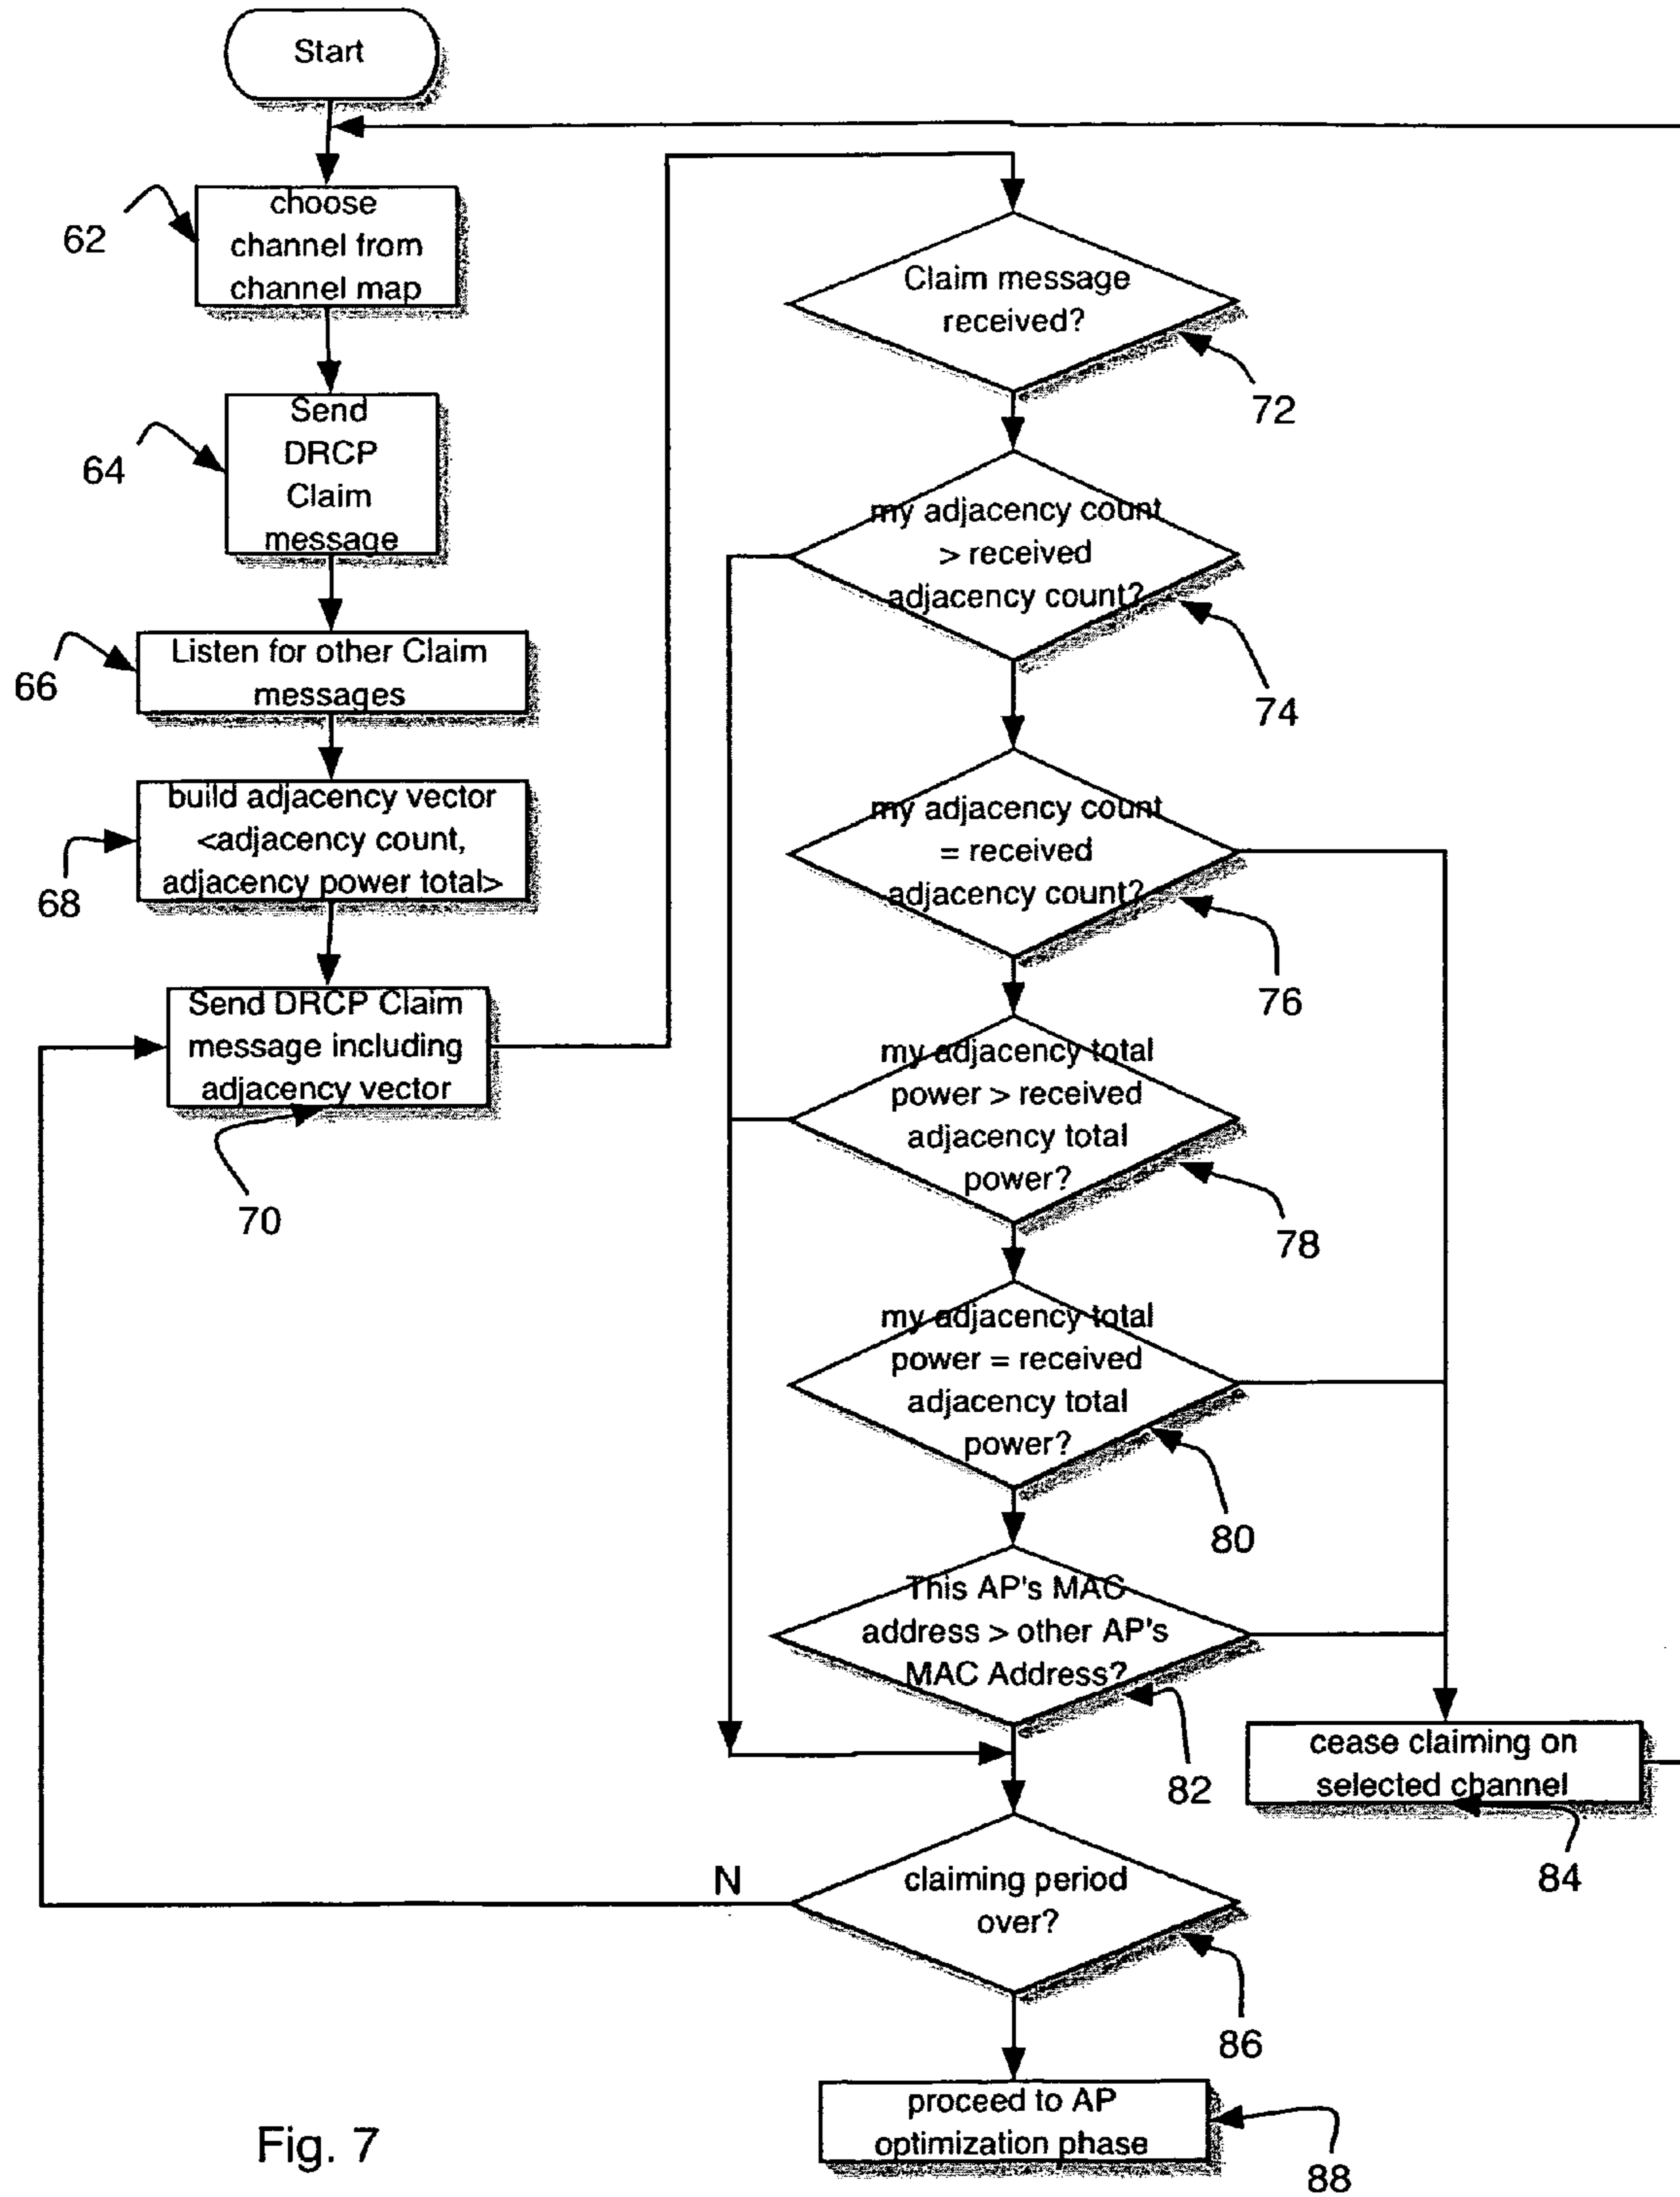 Start
choose
channel from
channel map
62
Send
DRCP
Claim
message
64
Listen for other Claim
messages
66
build adjacency vector
<adjacency count,
adjacency power total>
68
Send DRCP Claim
message including
adjacency vector
70
Claim message
received?
72
my adjacency count
> received
adjacency count?
74
my adjacency count
= received
adjacency count?
76
my adjacency total
power > received
adjacency total
power?
78
my adjacency total
power = received
adjacency total
power?
80
This AP's MAC
address > other AP's
MAC Address?
82
cease claiming on
selected channel
84
N
claiming period
over?
86
proceed to AP
optimization phase
88
Fig. 7